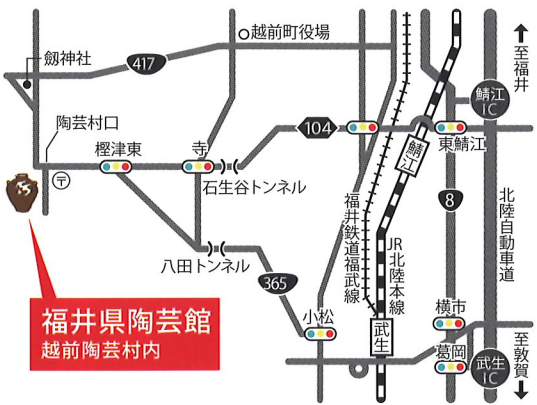 越前町役場
至福井
劔神社
417
鯖江
IC
陶芸村口
樫津東
寺
104
鯖江
東鯖江
〒
石生谷トンネル
福井鉄道福武線
8
北陸自動車道
JR北陸本線
八田トンネル
365
小松
横市
武生
至敦賀
福井県陶芸館
越前陶芸村内
葛岡
武生
IC